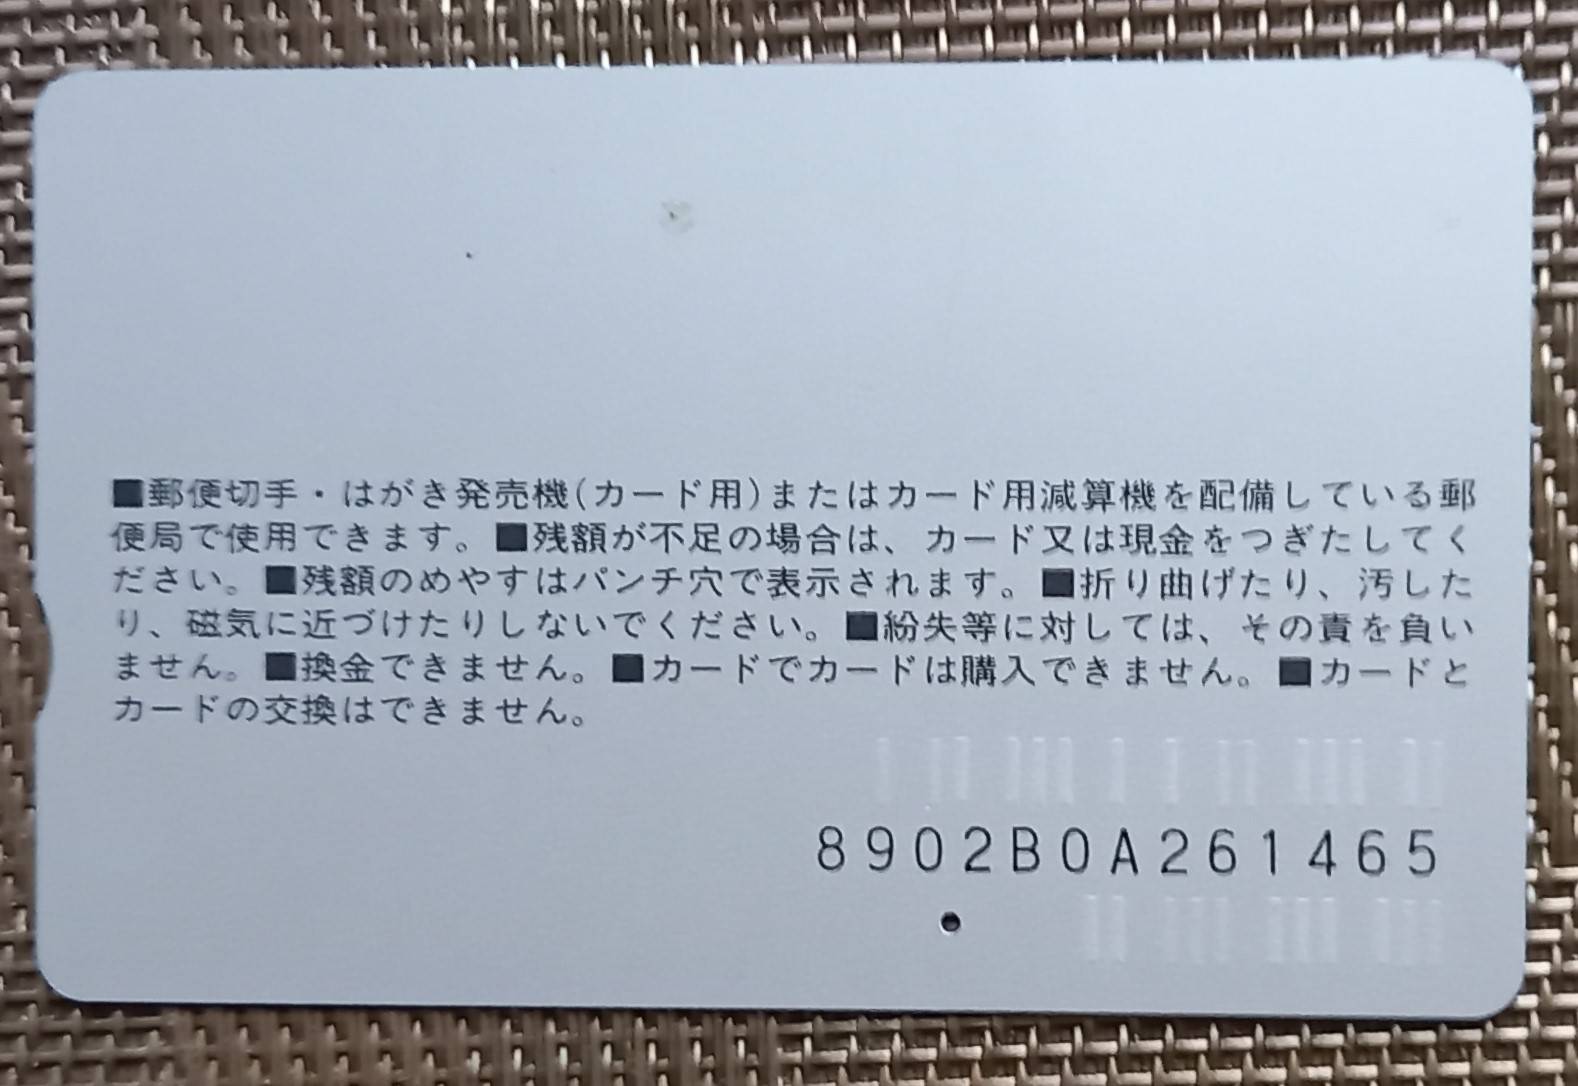 ■郵便切手・はがき発売機(カード用)またはカード用減算機を配備している郵
便局で使用できます。■残額が不足の場合は、カード又は現金をつぎたしてく
ださい。■残額のめやすはパンチ穴で表示されます。■折り曲げたり、汚した
り、磁気に近づけたりしないでください。■紛失等に対しては、その責を負い
ません。■換金できません。■カードでカードは購入できません。■カードと
カードの交換はできません。
8902B0A261465